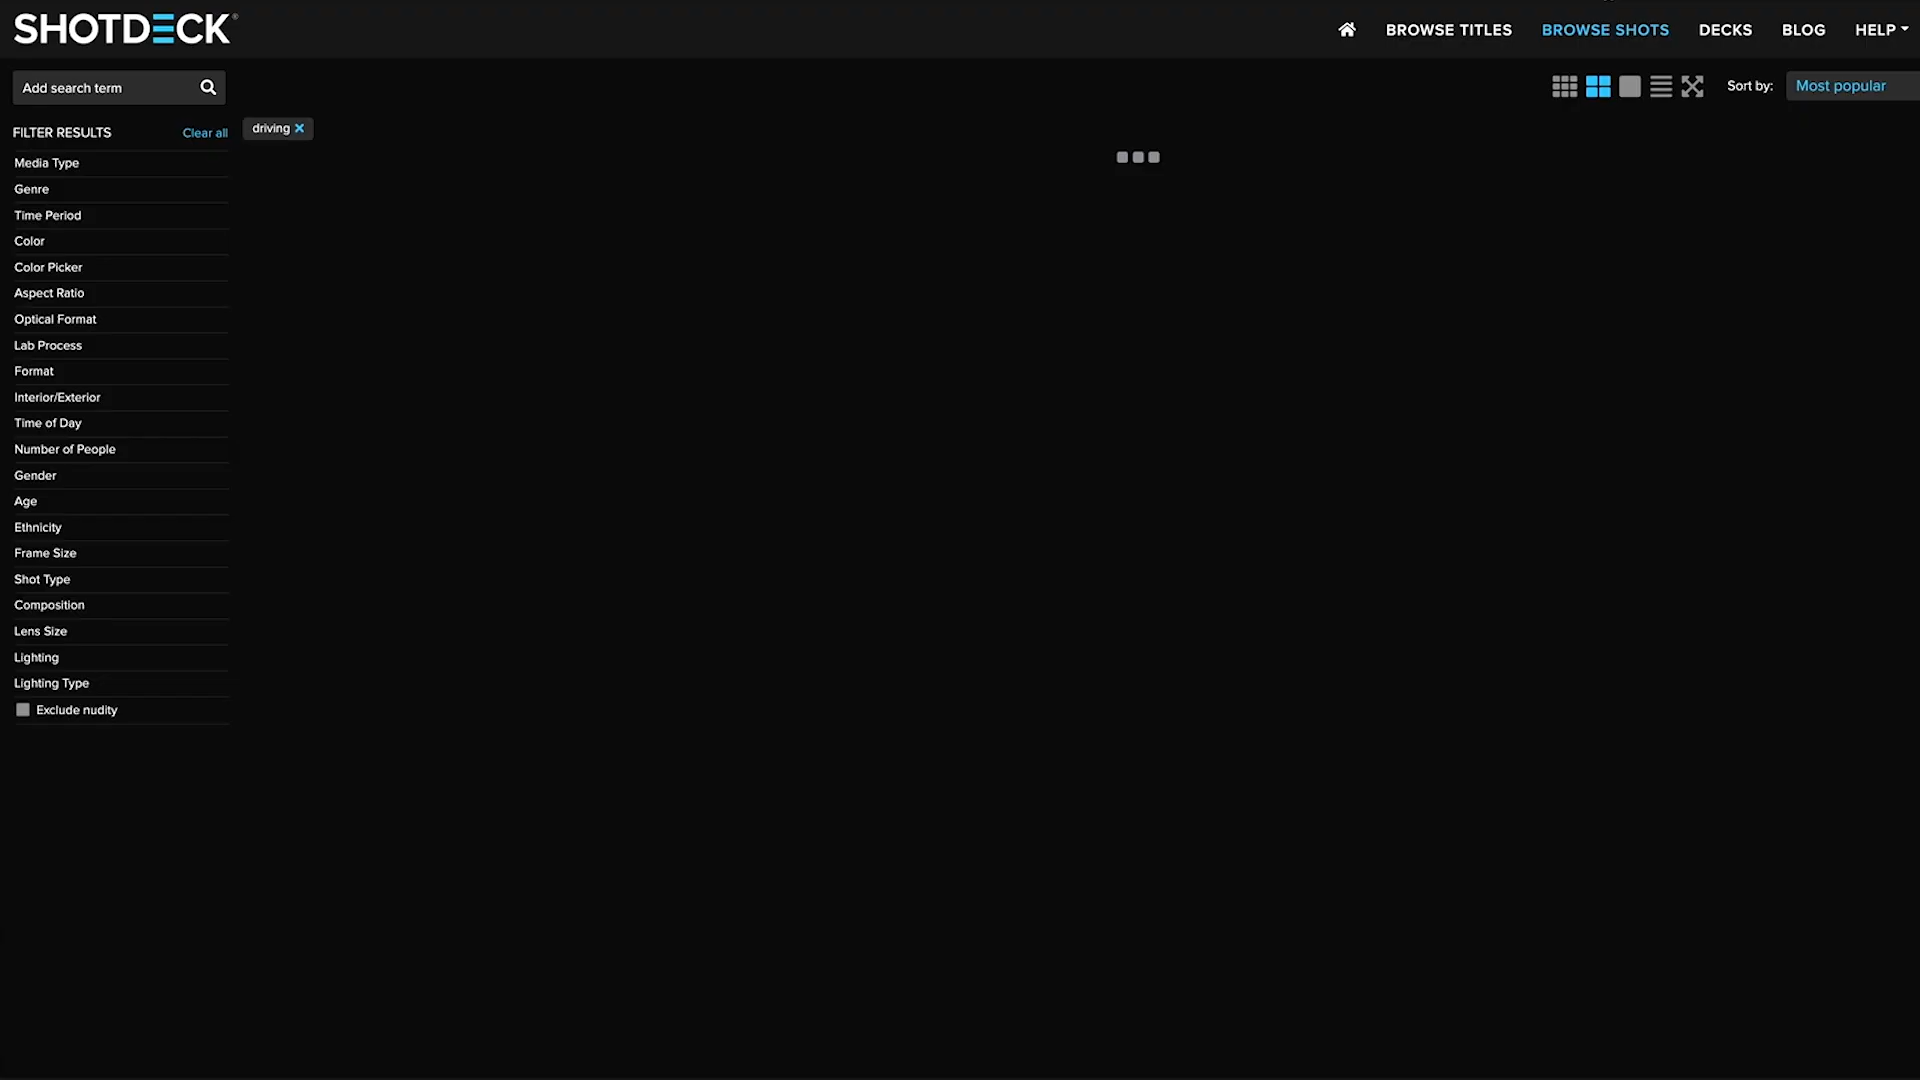 SHOTDECK®
BROWSE TITLES
BROWSE SHOTS
DECKS
BLOG
HELP
Add search term
Sort by:
Most popular
FILTER RESULTS
Clear all
driving
Media Type
Genre
Time Period
Color
Color Picker
Aspect Ratio
Optical Format
Lab Process
Format
Interior/Exterior
Time of Day
Number of People
Gender
Age
Ethnicity
Frame Size
Shot Type
Composition
Lens Size
Lighting
Lighting Type
Exclude nudity